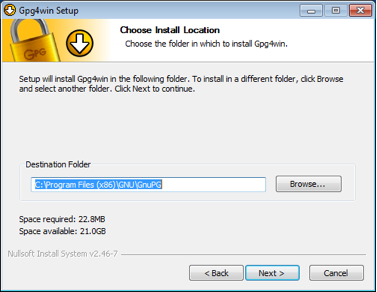 Gpg4win Setup
Choose Install Location
Choose the folder in which to install Gpg4win.
GPG
Setup will install Gpg4win in the following folder. To install in a different folder, click Browse
and select another folder. Click Next to continue.
Destination Folder
C:\Program Files (x86)\GNU\GnuPG
Browse...
Space required: 22.8MB
Space available: 21.0GB
Nullsoft Install System v2.46-7
< Back
Next >
Cancel